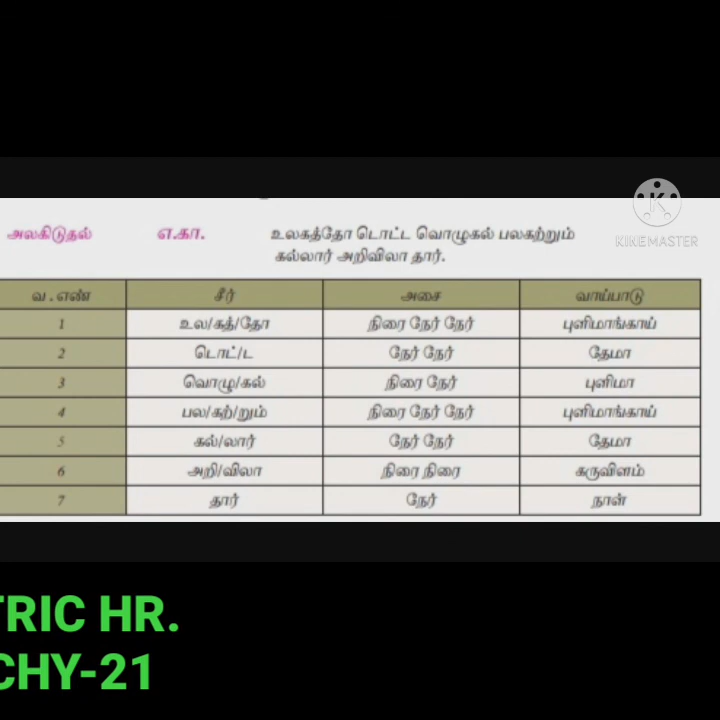 KINEMASTER
அலகிடுதல் எ.கா. உலகத்தோ டொட்ட வொழுகல் பலகற்றும்
கல்லார் அறிவிலா தார்.
வ . எண் சீர் அசை வாய்பாடு
1 உல/கத்/தோ நிரை நேர் நேர் புளிமாங்காய்
2 டொட்/ட நேர் நேர் தேமா
3 வொழு/கல் நிரை நேர் புளிமா
4 பல/கற்/றும் நிரை நேர் நேர் புளிமாங்காய்
5 கல்/லார் நேர் நேர் தேமா
6 அறி/விலா நிரை நிரை கருவிளம்
7 தார் நேர் நாள்
TRIC HR.
CHY-21